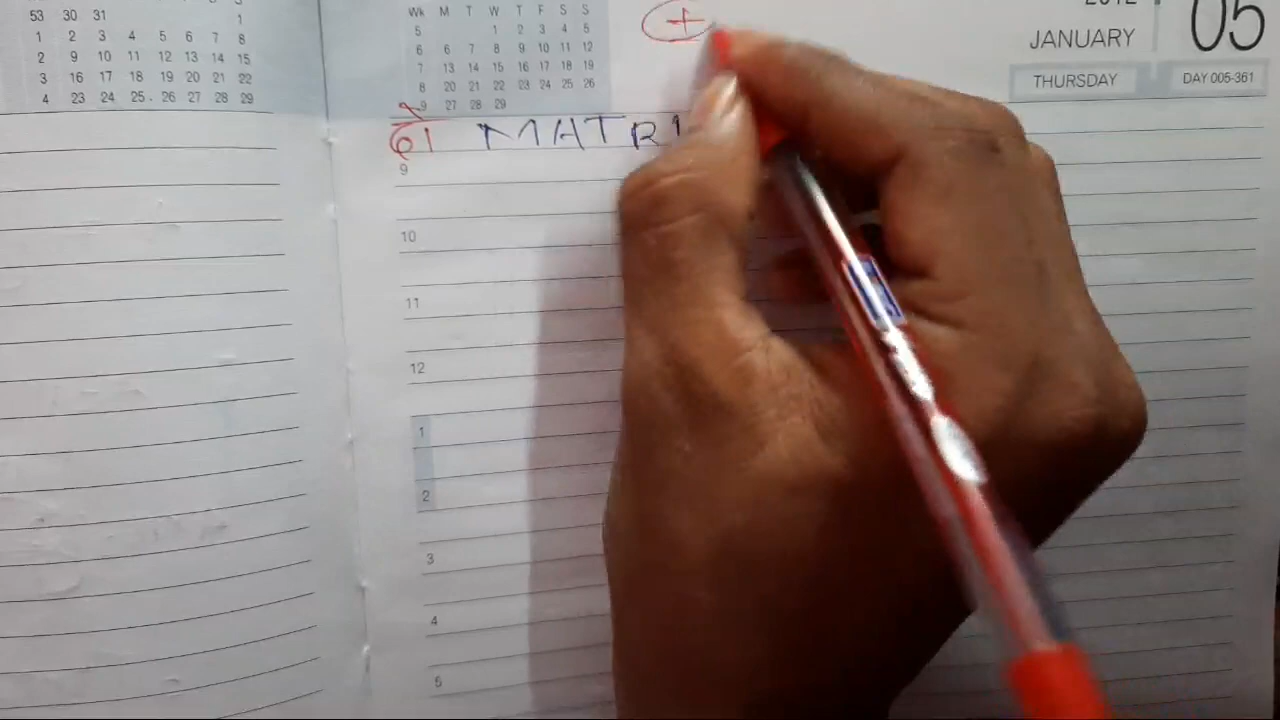 53 30 31 1
1 2 3 4 5 6 7 8
2 9 10 11 12 13 14 15
3 16 17 18 19 20 21 22
4 23 24 25 26 27 28 29
Wk M T W T F S S
5 1 2 3 4 5
6 6 7 8 9 10 11 12
7 13 14 15 16 17 18 19
8 20 21 22 23 24 25 26
9 27 28 29
+
2012
JANUARY
05
THURSDAY
DAY 005-361
61 MATRI
9
10
11
12
1
2
3
4
5